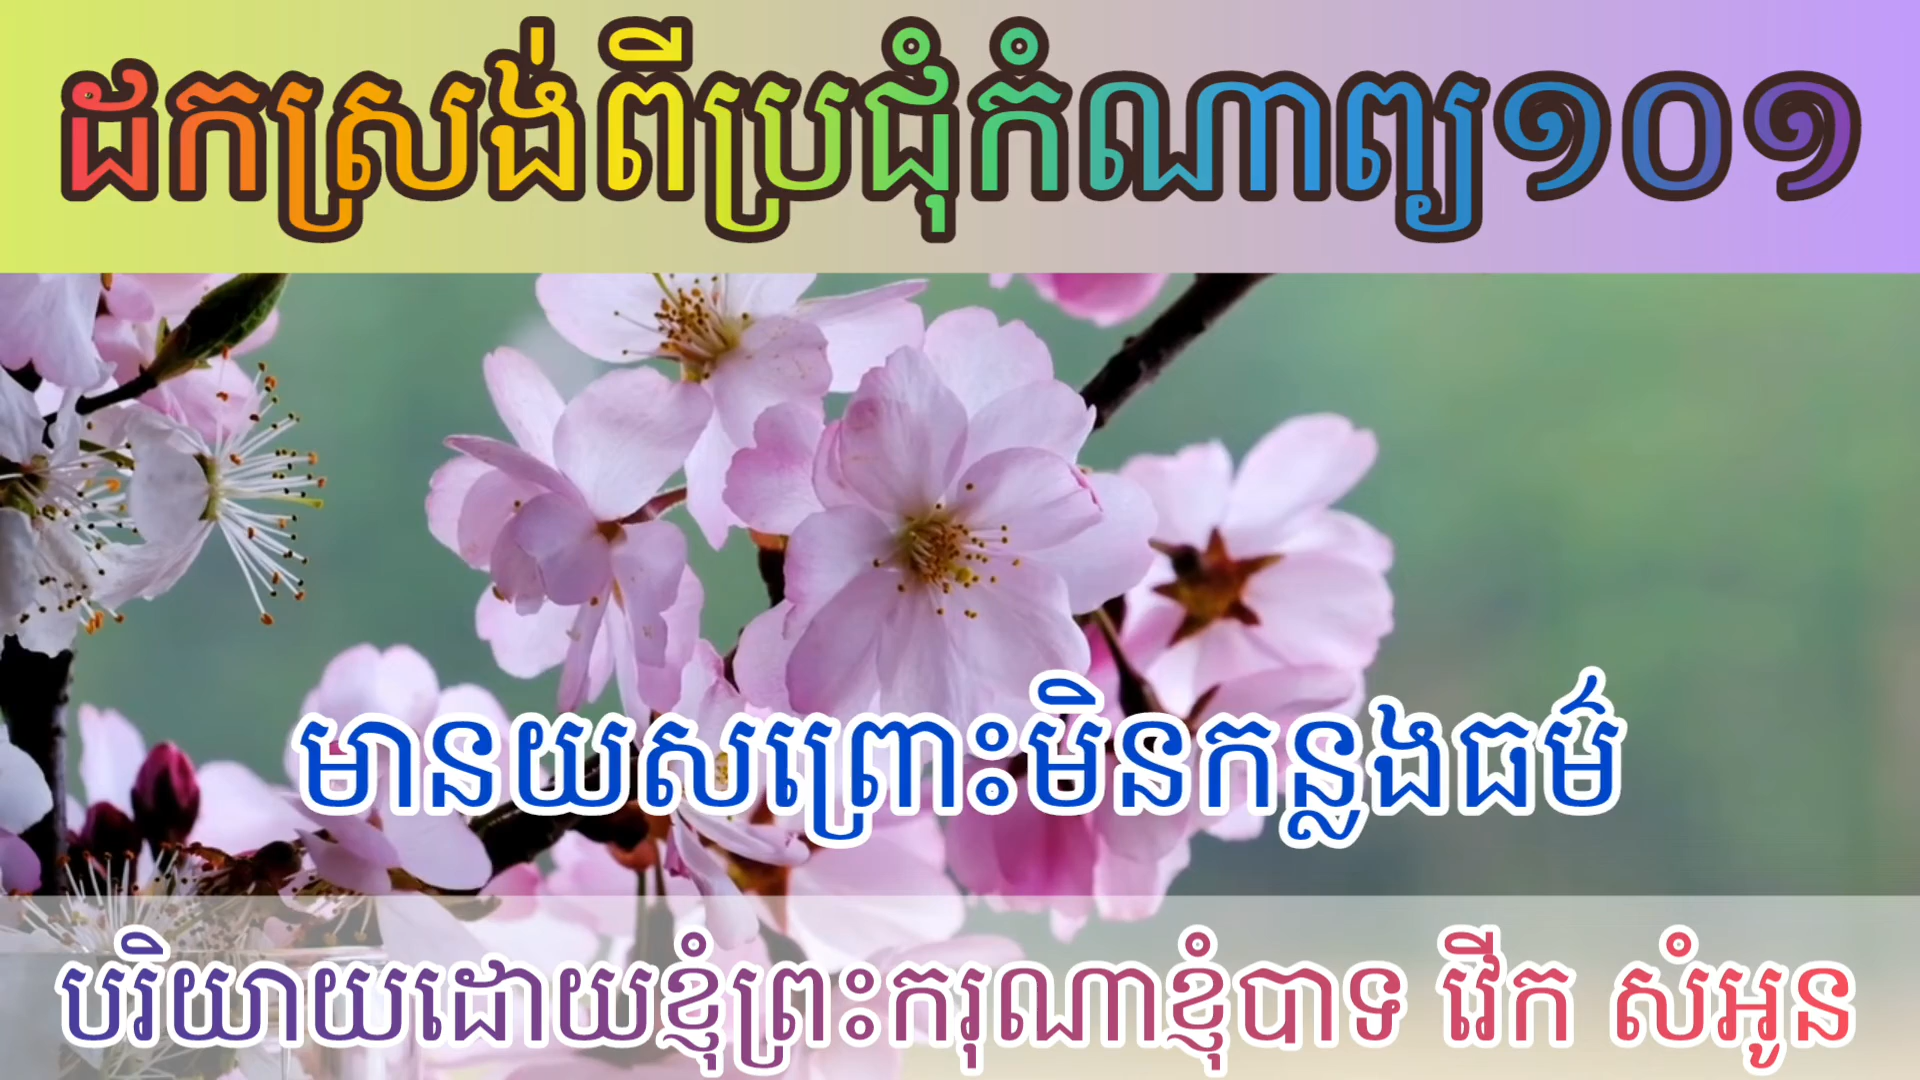 ដកស្រង់ពីប្រជុំកំណាព្យ១០១
មានយសព្រោះមិនកន្លងធម៌
បរិយាយដោយខ្ញុំព្រះករុណាខ្ញុំបាទ វើក សំអូន